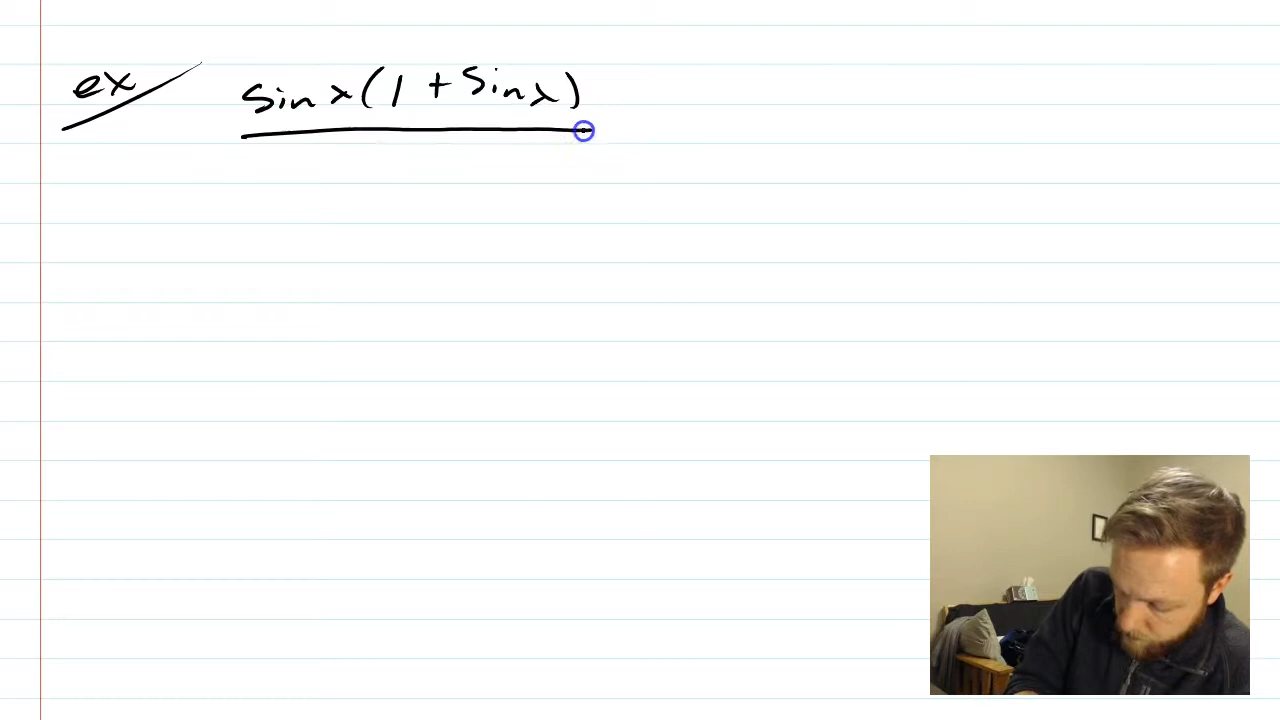 ex sin x (1 + sin x)